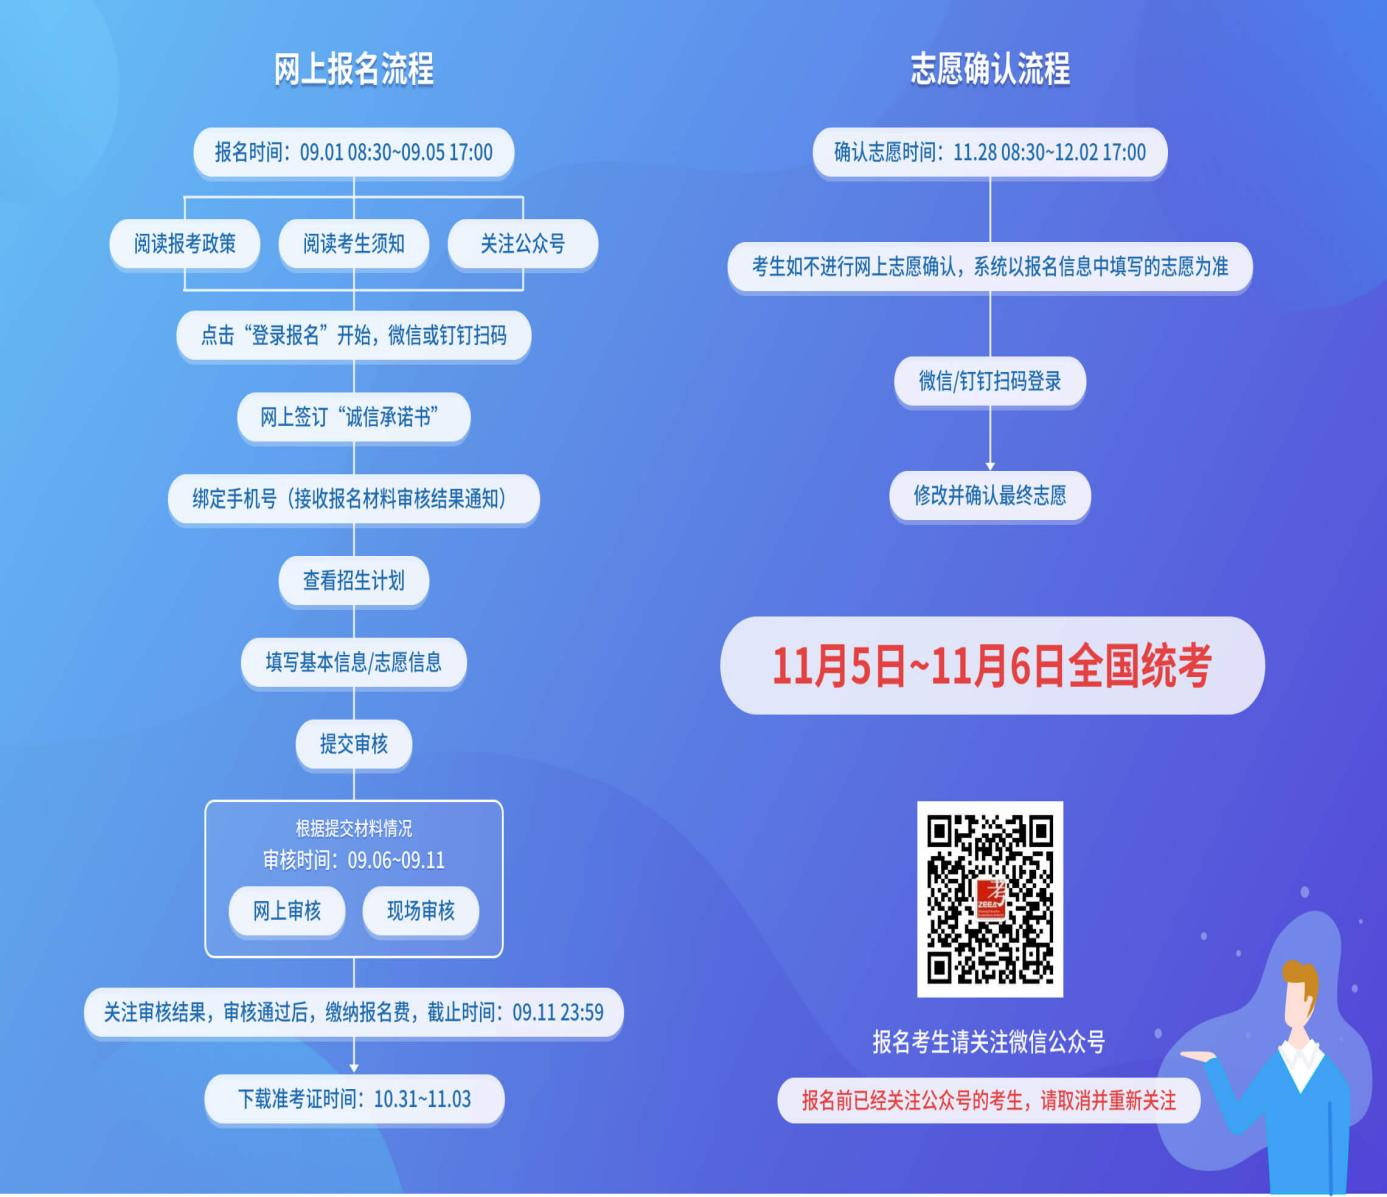 网上报名流程
报名时间：09.01 08:30~09.05 17:00
阅读报考政策
阅读考生须知
关注公众号
点击“登录报名”开始，微信或钉钉扫码
网上签订“诚信承诺书”
绑定手机号（接收报名材料审核结果通知）
查看招生计划
填写基本信息/志愿信息
提交审核
根据提交材料情况
审核时间：09.06~09.11
网上审核
现场审核
关注审核结果，审核通过后，缴纳报名费，截止时间：09.11 23:59
下载准考证时间：10.31~11.03
志愿确认流程
确认志愿时间：11.28 08:30~12.02 17:00
考生如不进行网上志愿确认，系统以报名信息中填写的志愿为准
微信/钉钉扫码登录
修改并确认最终志愿
11月5日~11月6日全国统考
考
ZEEA
报名考生请关注微信公众号
报名前已经关注公众号的考生，请取消并重新关注